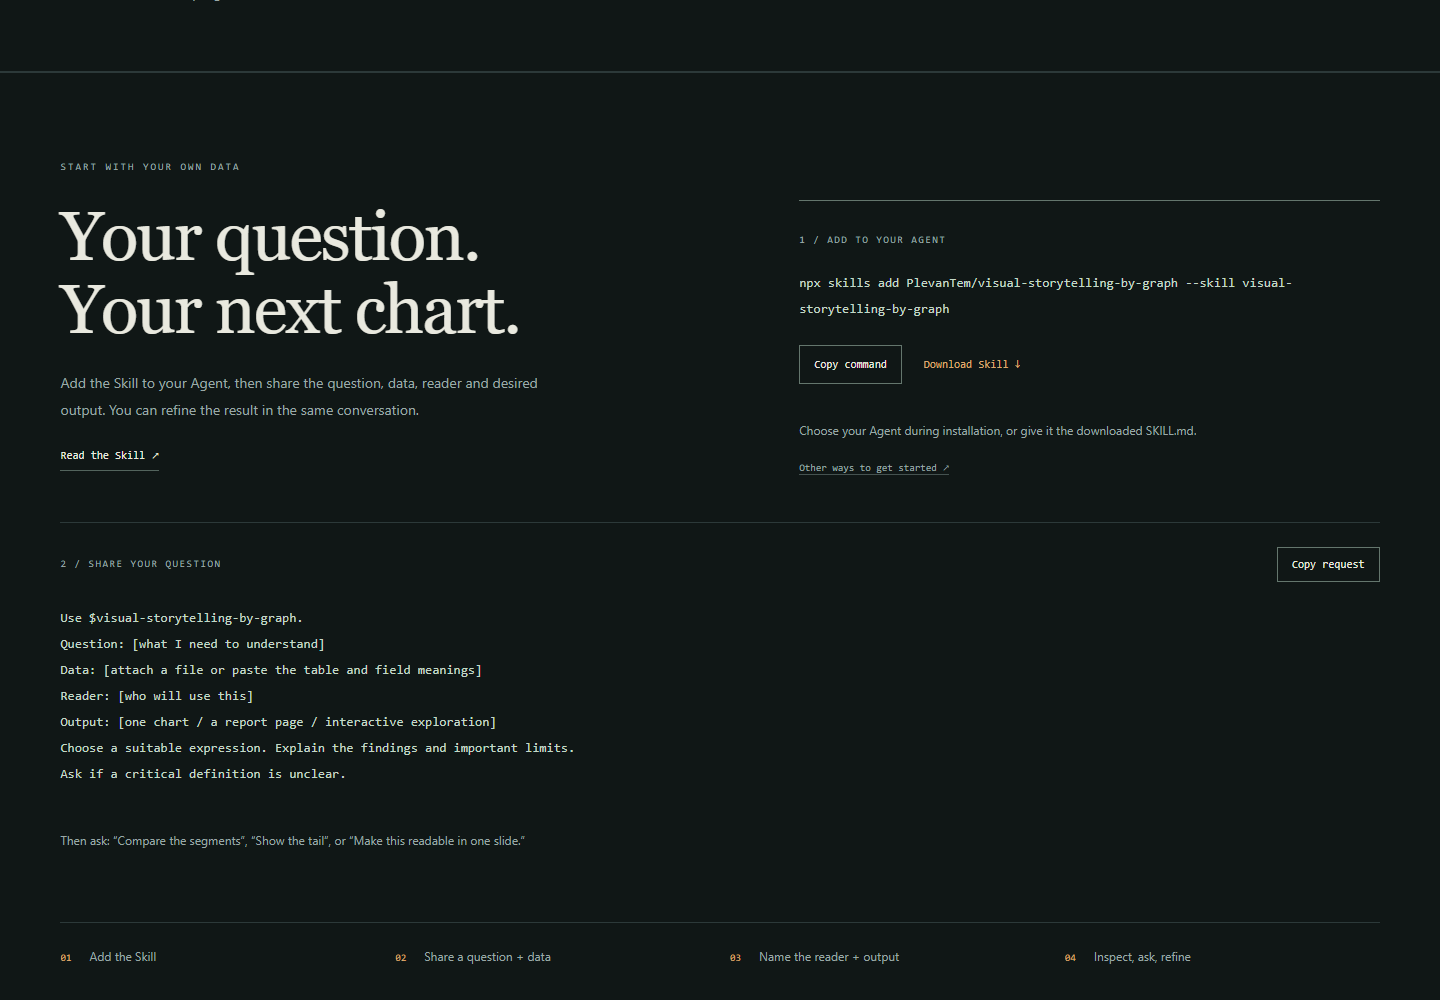 START WITH YOUR OWN DATA
Your question.
Your next chart.
Add the Skill to your Agent, then share the question, data, reader and desired
output. You can refine the result in the same conversation.
Read the Skill ↗
1 / ADD TO YOUR AGENT
npx skills add PlevanTem/visual-storytelling-by-graph --skill visual-
storytelling-by-graph
Copy command
Download Skill ↓
Choose your Agent during installation, or give it the downloaded SKILL.md.
Other ways to get started ↗
2 / SHARE YOUR QUESTION
Copy request
Use $visual-storytelling-by-graph.
Question: [what I need to understand]
Data: [attach a file or paste the table and field meanings]
Reader: [who will use this]
Output: [one chart / a report page / interactive exploration]
Choose a suitable expression. Explain the findings and important limits.
Ask if a critical definition is unclear.
Then ask: “Compare the segments”, “Show the tail”, or “Make this readable in one slide.”
01 Add the Skill
02 Share a question + data
03 Name the reader + output
04 Inspect, ask, refine